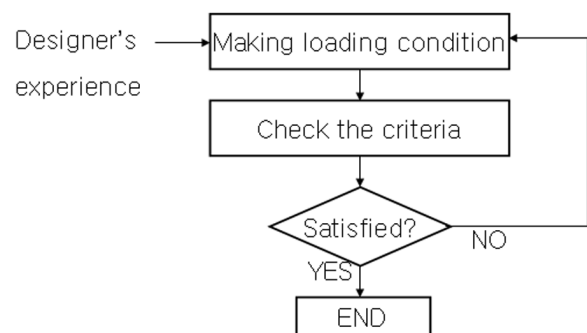 Designer's
experience
Making loading condition
Check the criteria
Satisfied?
NO
YES
END